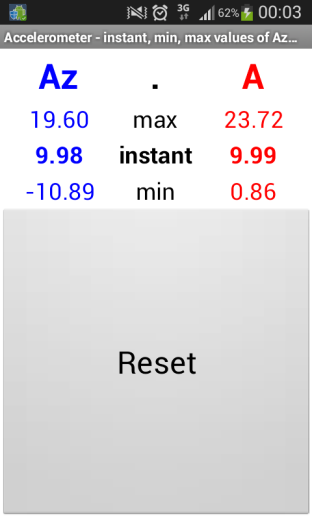 3G 62% 00:03
Accelerometer - instant, min, max values of Az...
Az . A
19.60 max 23.72
9.98 instant 9.99
-10.89 min 0.86
Reset